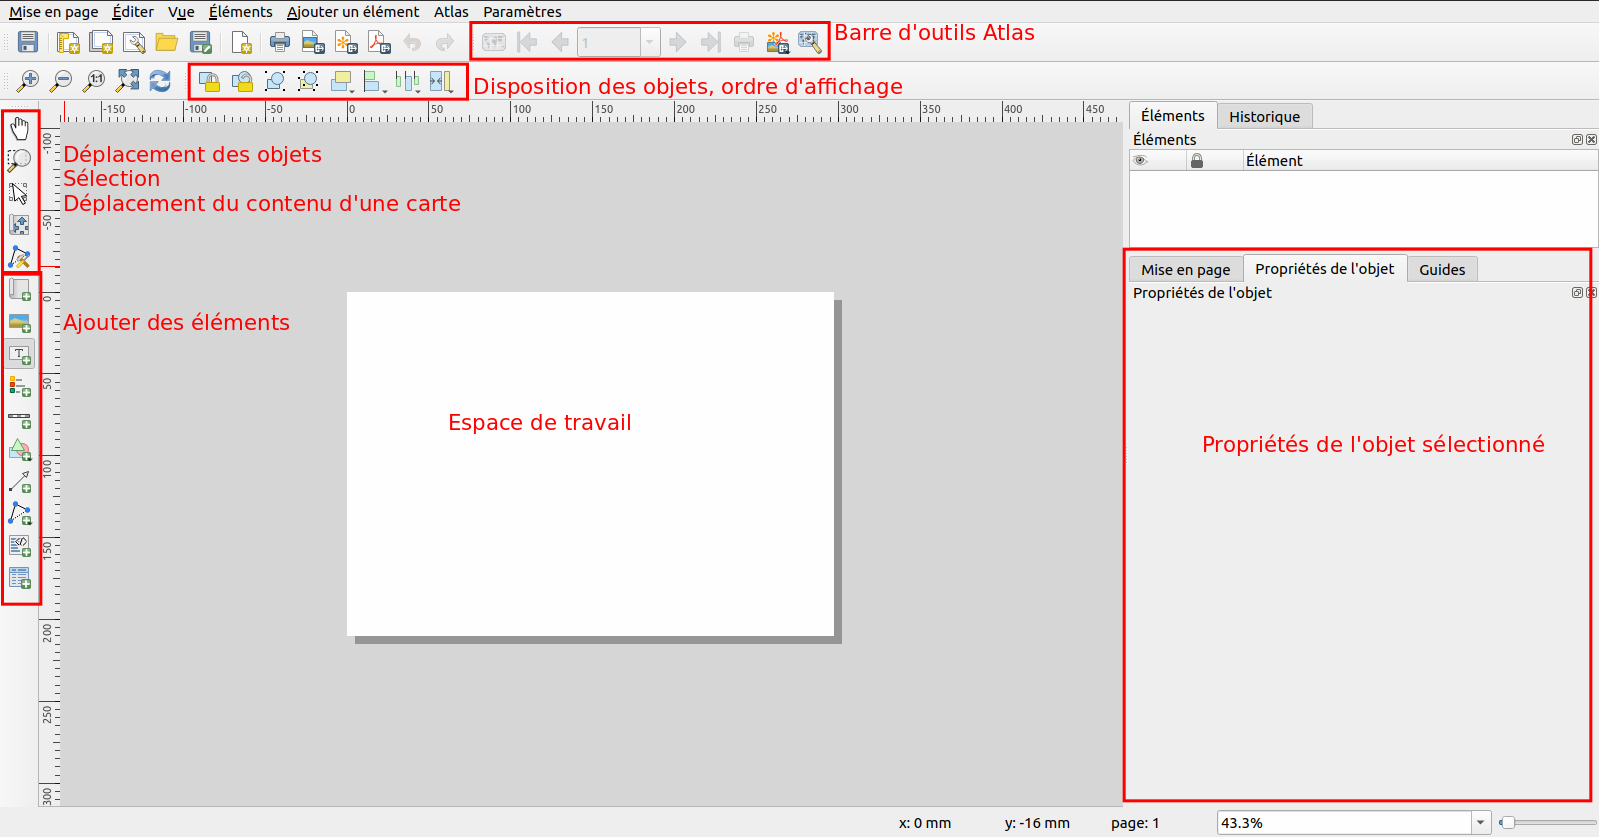 Mise en page Éditer Vue Éléments Ajouter un élément Atlas Paramètres
1
Barre d'outils Atlas
1:1
Disposition des objets, ordre d'affichage
-150 -100 -50 0 50 100 150 200 250 300 350 400 450
-100
-50
0
50
100
150
200
250
300
Déplacement des objets
Sélection
Déplacement du contenu d'une carte
Ajouter des éléments
T
Espace de travail
Éléments Historique
Éléments
Élément
Mise en page Propriétés de l'objet Guides
Propriétés de l'objet
Propriétés de l'objet sélectionné
x: 0 mm y: -16 mm page: 1 43.3%